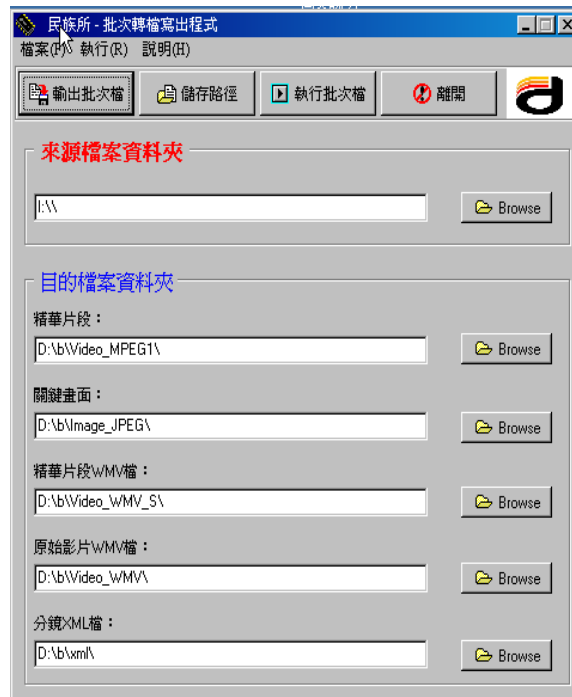 民族所 - 批次轉檔寫出程式
檔案(F) 執行(R) 說明(H)
輸出批次檔 儲存路徑 執行批次檔 離開
來源檔案資料夾
I:\\ Browse
目的檔案資料夾
精華片段：
D:\b\Video_MPEG1\ Browse
關鍵畫面：
D:\b\Image_JPEG\ Browse
精華片段WMV檔：
D:\b\Video_WMV_S\ Browse
原始影片WMV檔：
D:\b\Video_WMV\ Browse
分鏡XML檔：
D:\b\xml\ Browse